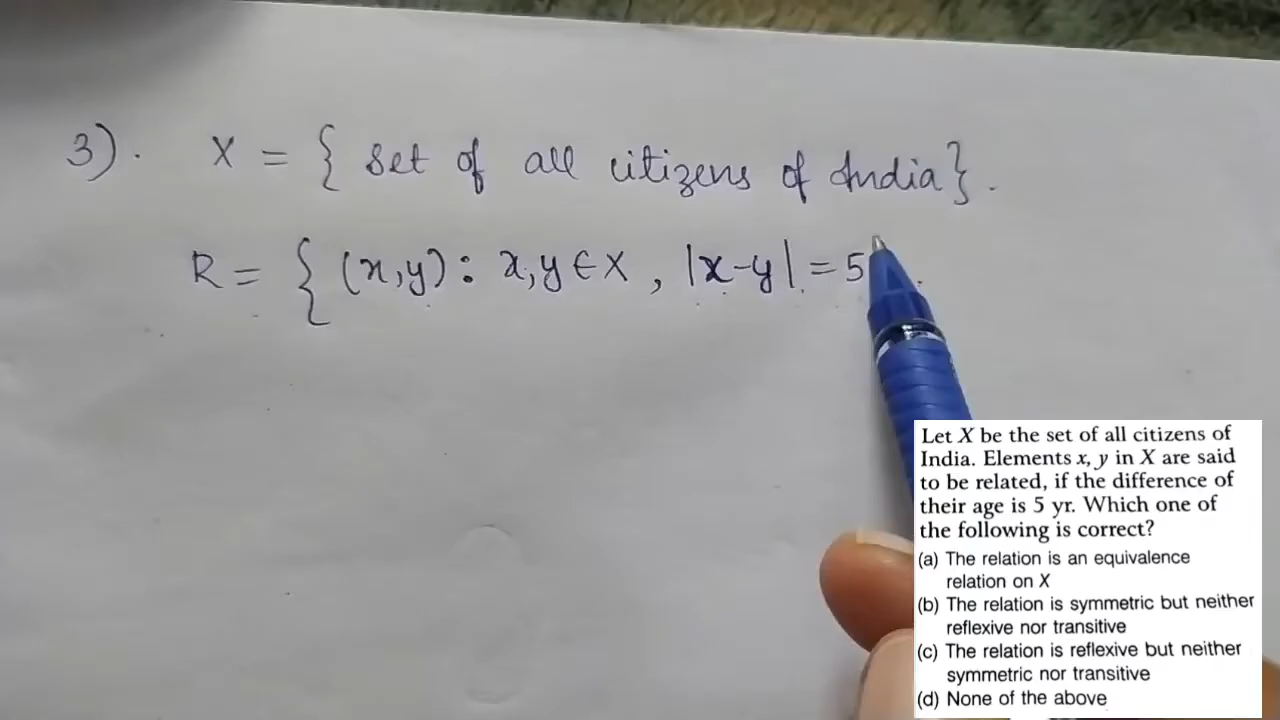 3). X = { Set of all citizens of India}.
R = { (x,y) : x,y ∈ X , |x-y| = 5
Let X be the set of all citizens of
India. Elements x, y in X are said
to be related, if the difference of
their age is 5 yr. Which one of
the following is correct?
(a) The relation is an equivalence
relation on X
(b) The relation is symmetric but neither
reflexive nor transitive
(c) The relation is reflexive but neither
symmetric nor transitive
(d) None of the above